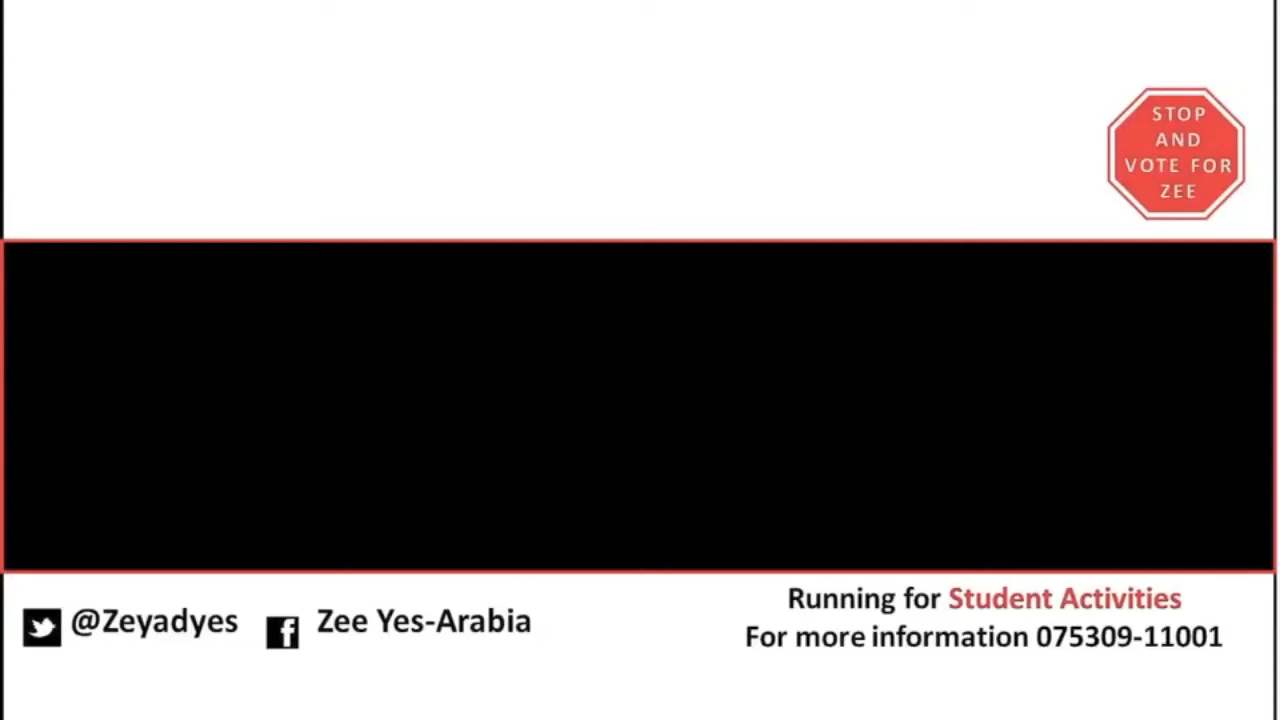 STOP
AND
VOTE FOR
ZEE
@Zeyadyes
Zee Yes-Arabia
Running for Student Activities
For more information 075309-11001